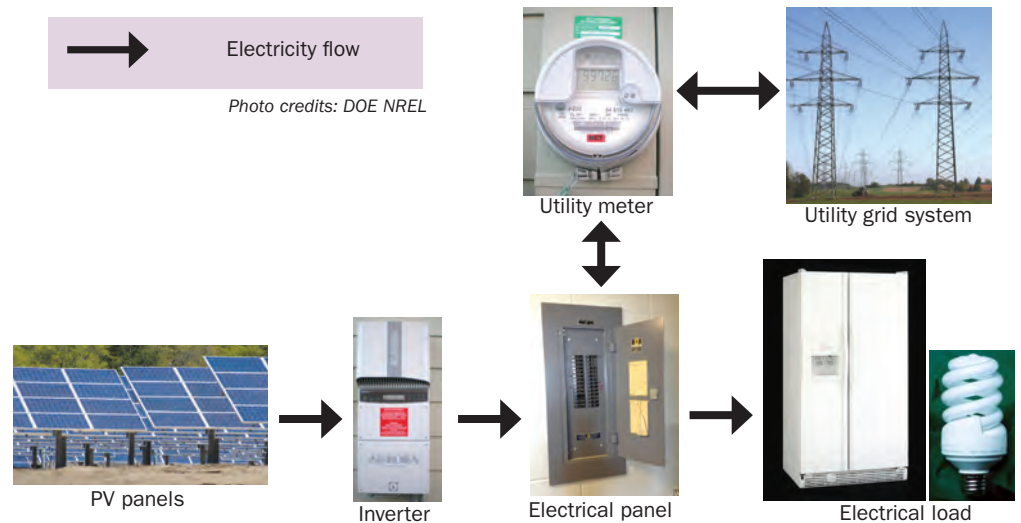 Electricity flow
Photo credits: DOE NREL
Utility meter
Utility grid system
PV panels
Inverter
Electrical panel
Electrical load